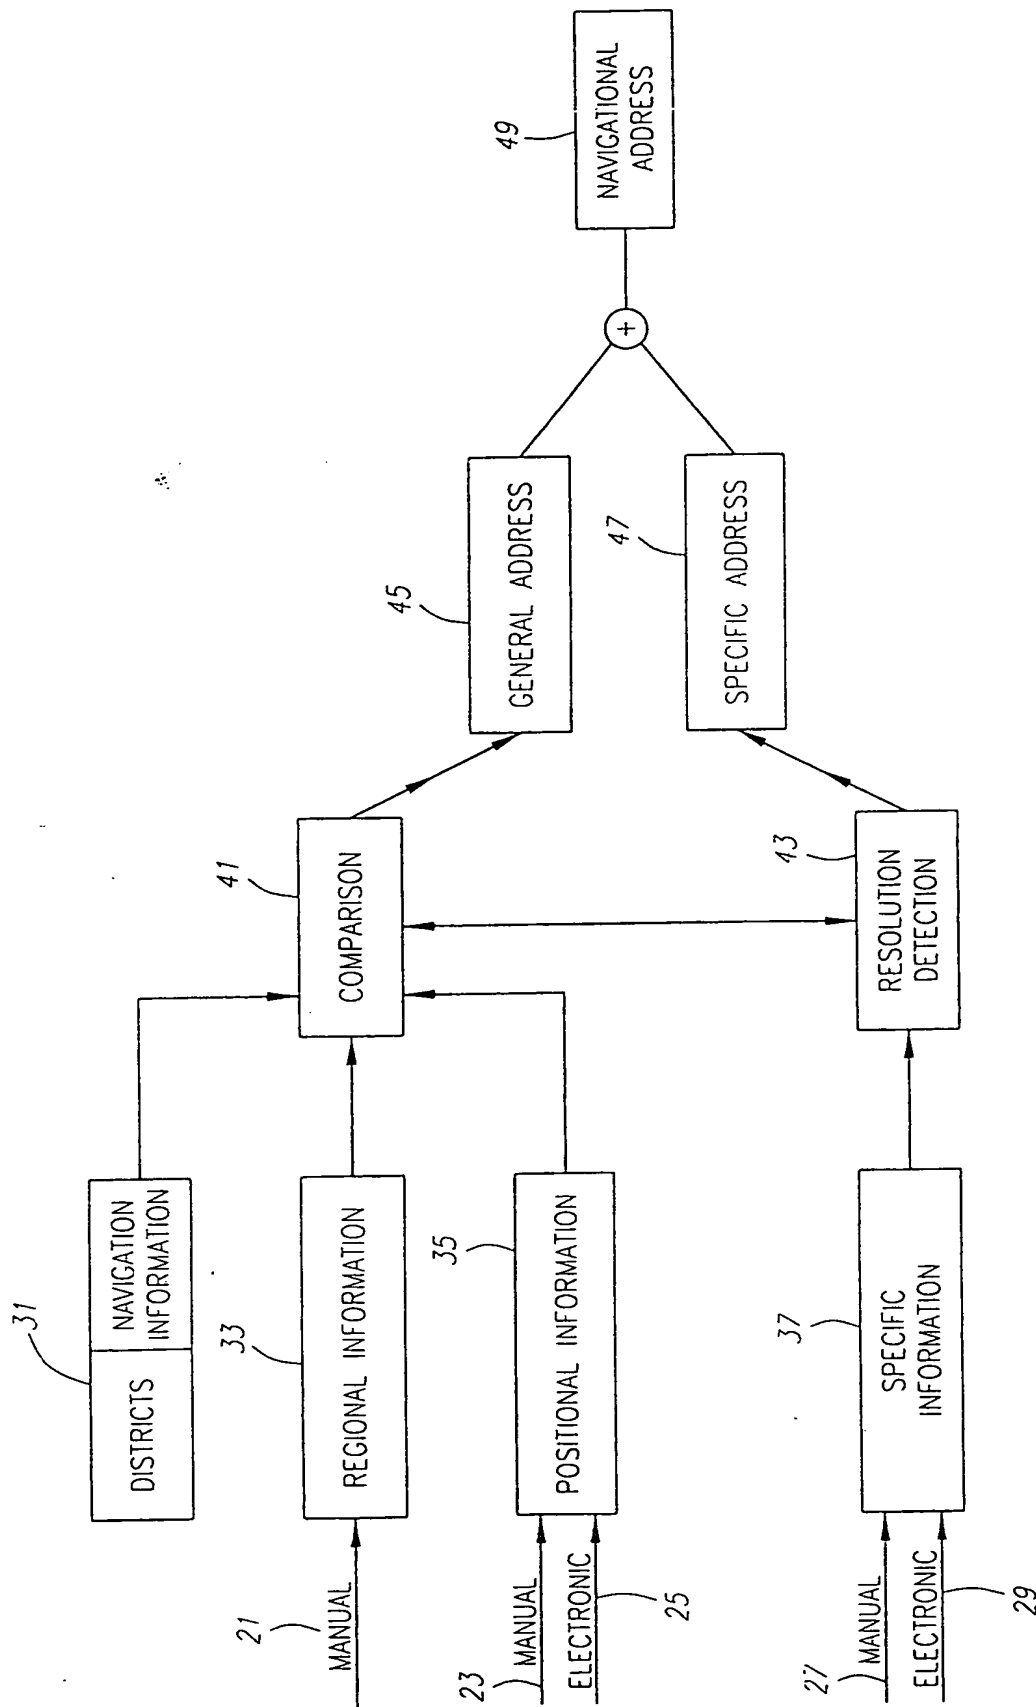 31
DISTRICTS
NAVIGATION
INFORMATION
21
MANUAL
33
REGIONAL INFORMATION
23
MANUAL
ELECTRONIC
25
35
POSITIONAL INFORMATION
27
MANUAL
ELECTRONIC
29
37
SPECIFIC
INFORMATION
41
COMPARISON
43
RESOLUTION
DETECTION
45
GENERAL ADDRESS
47
SPECIFIC ADDRESS
+
49
NAVIGATIONAL
ADDRESS